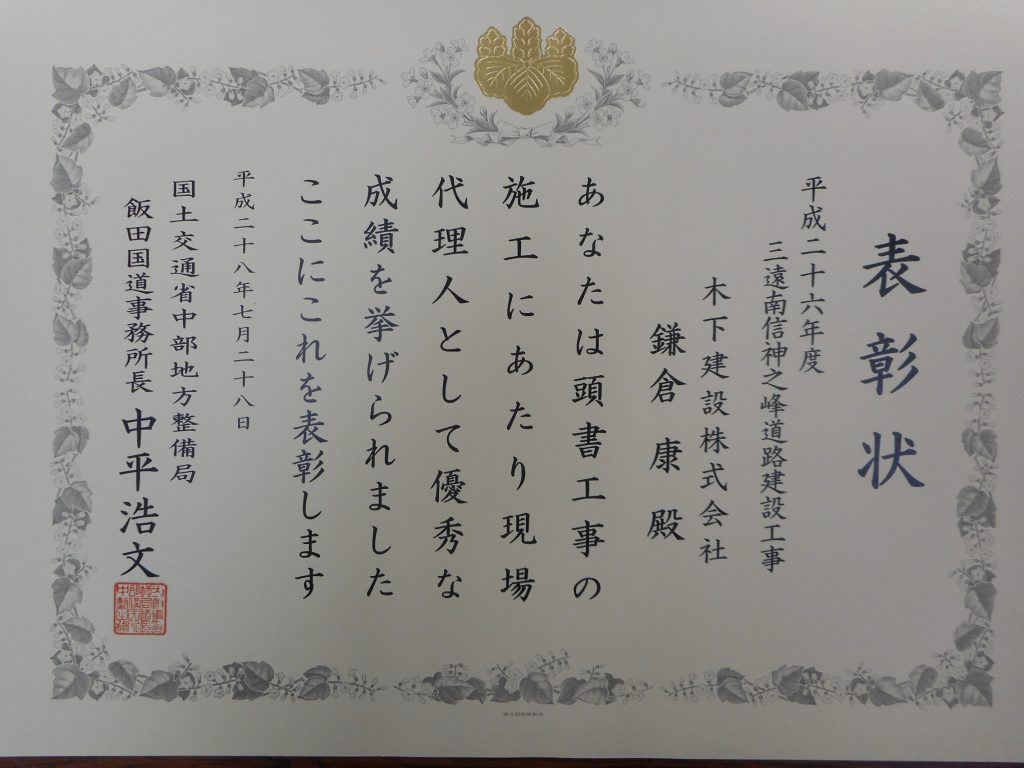 表彰状
平成二十六年度
三遠南信神之峰道路建設工事
木下建設株式会社
鎌倉康殿
あなたは頭書工事の
施工にあたり現場
代理人として優秀な
成績を挙げられました
ここにこれを表彰します
平成二十八年七月二十八日
国土交通省中部地方整備局
飯田国道事務所長 中平浩文